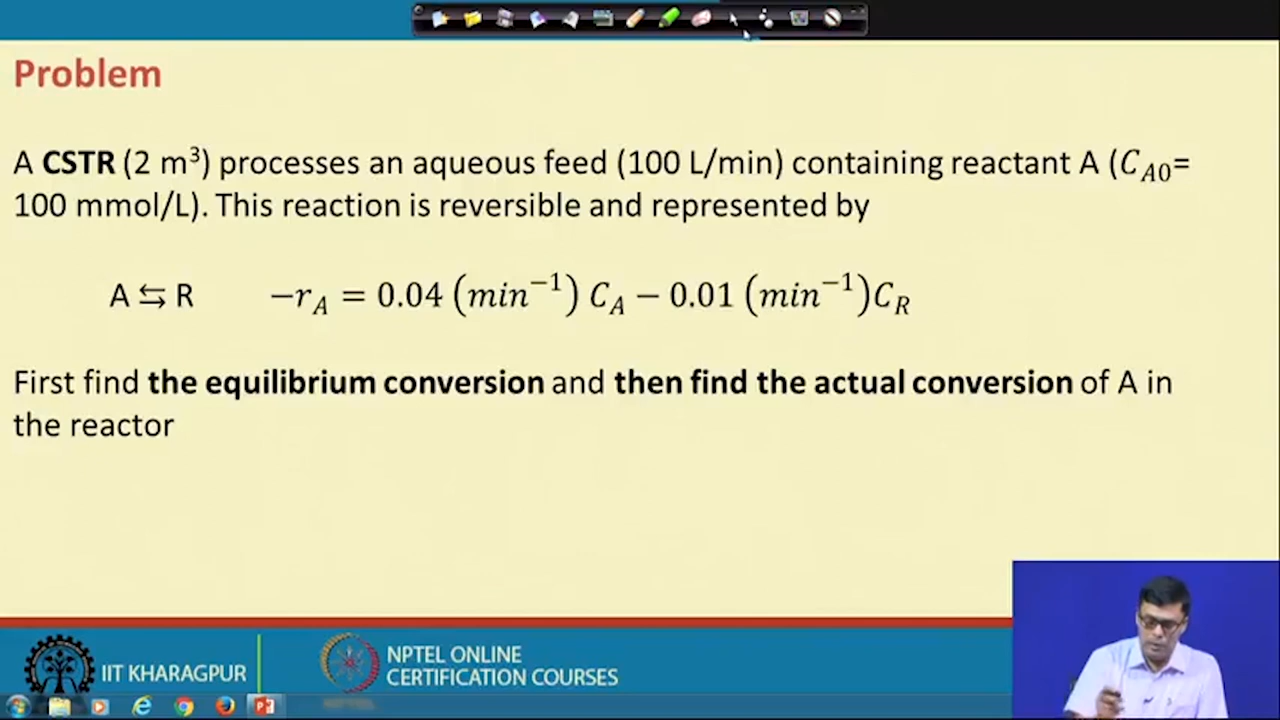 Problem
A CSTR (2 m³) processes an aqueous feed (100 L/min) containing reactant A (C_{A0}=
100 mmol/L). This reaction is reversible and represented by
A ⇆ R −r_A = 0.04 (min⁻¹) C_A − 0.01 (min⁻¹)C_R
First find the equilibrium conversion and then find the actual conversion of A in
the reactor
IIT KHARAGPUR
NPTEL ONLINE
CERTIFICATION COURSES